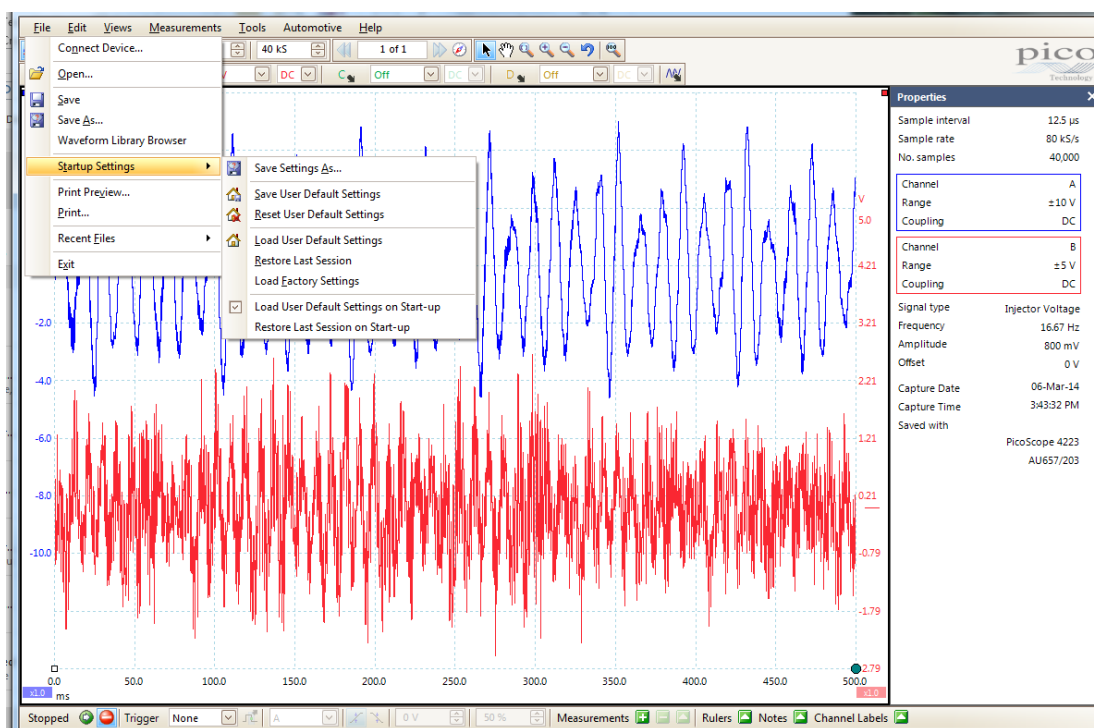 File Edit Views Measurements Tools Automotive Help
Connect Device...
Open...
Save
Save As...
Waveform Library Browser
Startup Settings
Print Preview...
Print...
Recent Files
Exit
Save Settings As...
Save User Default Settings
Reset User Default Settings
Load User Default Settings
Restore Last Session
Load Factory Settings
Load User Default Settings on Start-up
Restore Last Session on Start-up
40 kS 1 of 1
DC C Off DC D Off DC
pico
Technology
Properties
Sample interval 12.5 µs
Sample rate 80 kS/s
No. samples 40,000
Channel A
Range ±10 V
Coupling DC
Channel B
Range ±5 V
Coupling DC
Signal type Injector Voltage
Frequency 16.67 Hz
Amplitude 800 mV
Offset 0 V
Capture Date 06-Mar-14
Capture Time 3:43:32 PM
Saved with
PicoScope 4223
AU657/203
-2.0
-4.0
-6.0
-8.0
-10.0
V
5.0
4.21
3.21
2.21
1.21
0.21
-0.79
-1.79
-2.79
0.0 50.0 100.0 150.0 200.0 250.0 300.0 350.0 400.0 450.0 500.0
x1.0 ms x1.0
Stopped Trigger None A 0 V 50 % Measurements Rulers Notes Channel Labels